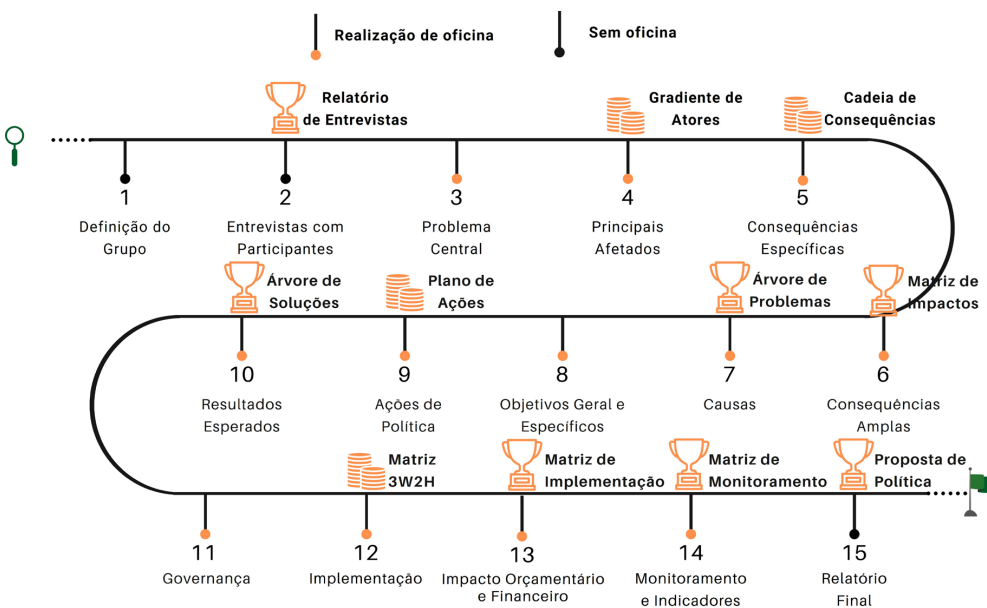 Realização de oficina
Sem oficina
Relatório
de Entrevistas
Gradiente de
Atores
Cadeia de
Consequências
1
Definição do
Grupo
2
Entrevistas com
Participantes
3
Problema
Central
4
Principais
Afetados
5
Consequências
Específicas
Árvore de
Soluções
Plano de
Ações
Árvore de
Problemas
Matriz de
Impactos
10
Resultados
Esperados
9
Ações de
Política
8
Objetivos Geral e
Específicos
7
Causas
6
Consequências
Amplas
Matriz
3W2H
Matriz de
Implementação
Matriz de
Monitoramento
Proposta de
Política
11
Governança
12
Implementação
13
Impacto Orçamentário
e Financeiro
14
Monitoramento
e Indicadores
15
Relatório
Final